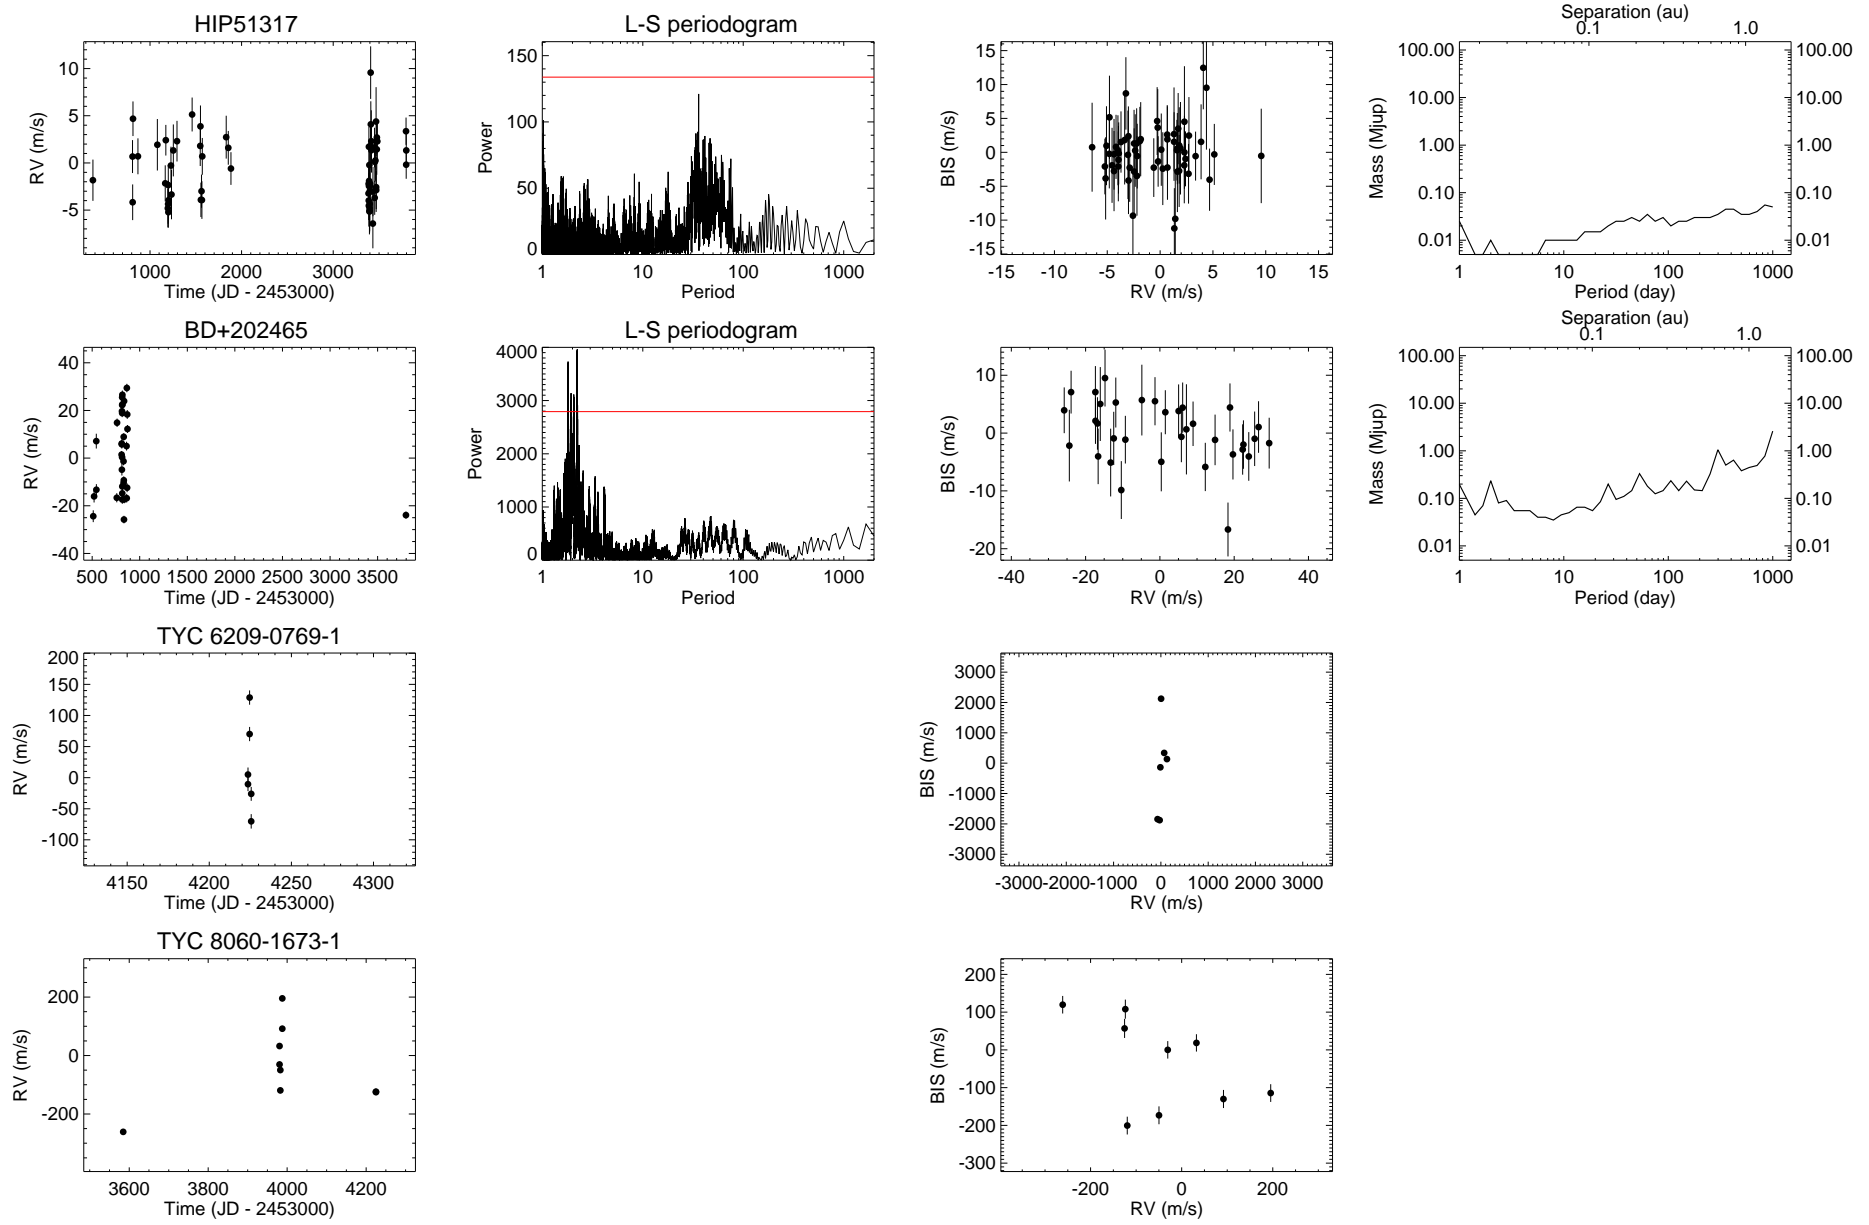 HIP51317
10
5
0
-5
RV (m/s)
1000 2000 3000
Time (JD - 2453000)
L-S periodogram
150
100
50
0
Power
1 10 100 1000
Period
15
10
5
0
-5
-10
-15
BIS (m/s)
-15 -10 -5 0 5 10 15
RV (m/s)
Separation (au)
0.1 1.0
100.00 100.00
10.00 10.00
1.00 1.00
0.10 0.10
0.01 0.01
Mass (Mjup)
1 10 100 1000
Period (day)
BD+202465
40
20
0
-20
-40
RV (m/s)
500 1000 1500 2000 2500 3000 3500
Time (JD - 2453000)
L-S periodogram
4000
3000
2000
1000
0
Power
1 10 100 1000
Period
10
0
-10
-20
BIS (m/s)
-40 -20 0 20 40
RV (m/s)
Separation (au)
0.1 1.0
100.00 100.00
10.00 10.00
1.00 1.00
0.10 0.10
0.01 0.01
Mass (Mjup)
1 10 100 1000
Period (day)
TYC 6209-0769-1
200
150
100
50
0
-50
-100
RV (m/s)
4150 4200 4250 4300
Time (JD - 2453000)
3000
2000
1000
0
-1000
-2000
-3000
BIS (m/s)
-3000-2000-1000 0 1000 2000 3000
RV (m/s)
TYC 8060-1673-1
200
0
-200
RV (m/s)
3600 3800 4000 4200
Time (JD - 2453000)
200
100
0
-100
-200
-300
BIS (m/s)
-200 0 200
RV (m/s)